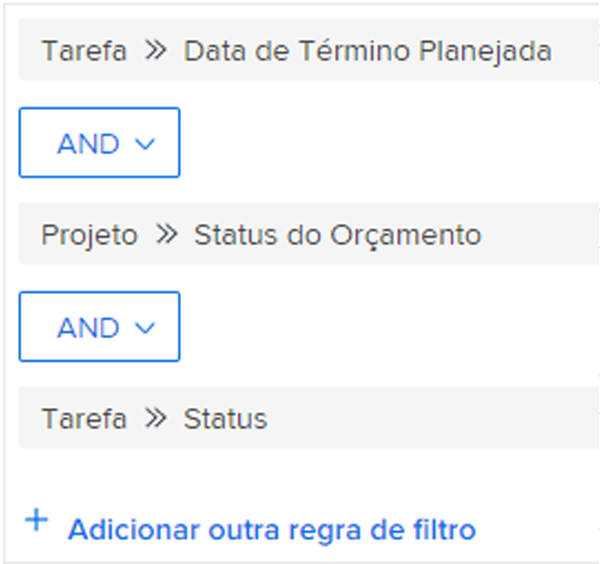 Tarefa » Data de Término Planejada
AND
Projeto » Status do Orçamento
AND
Tarefa » Status
+ Adicionar outra regra de filtro